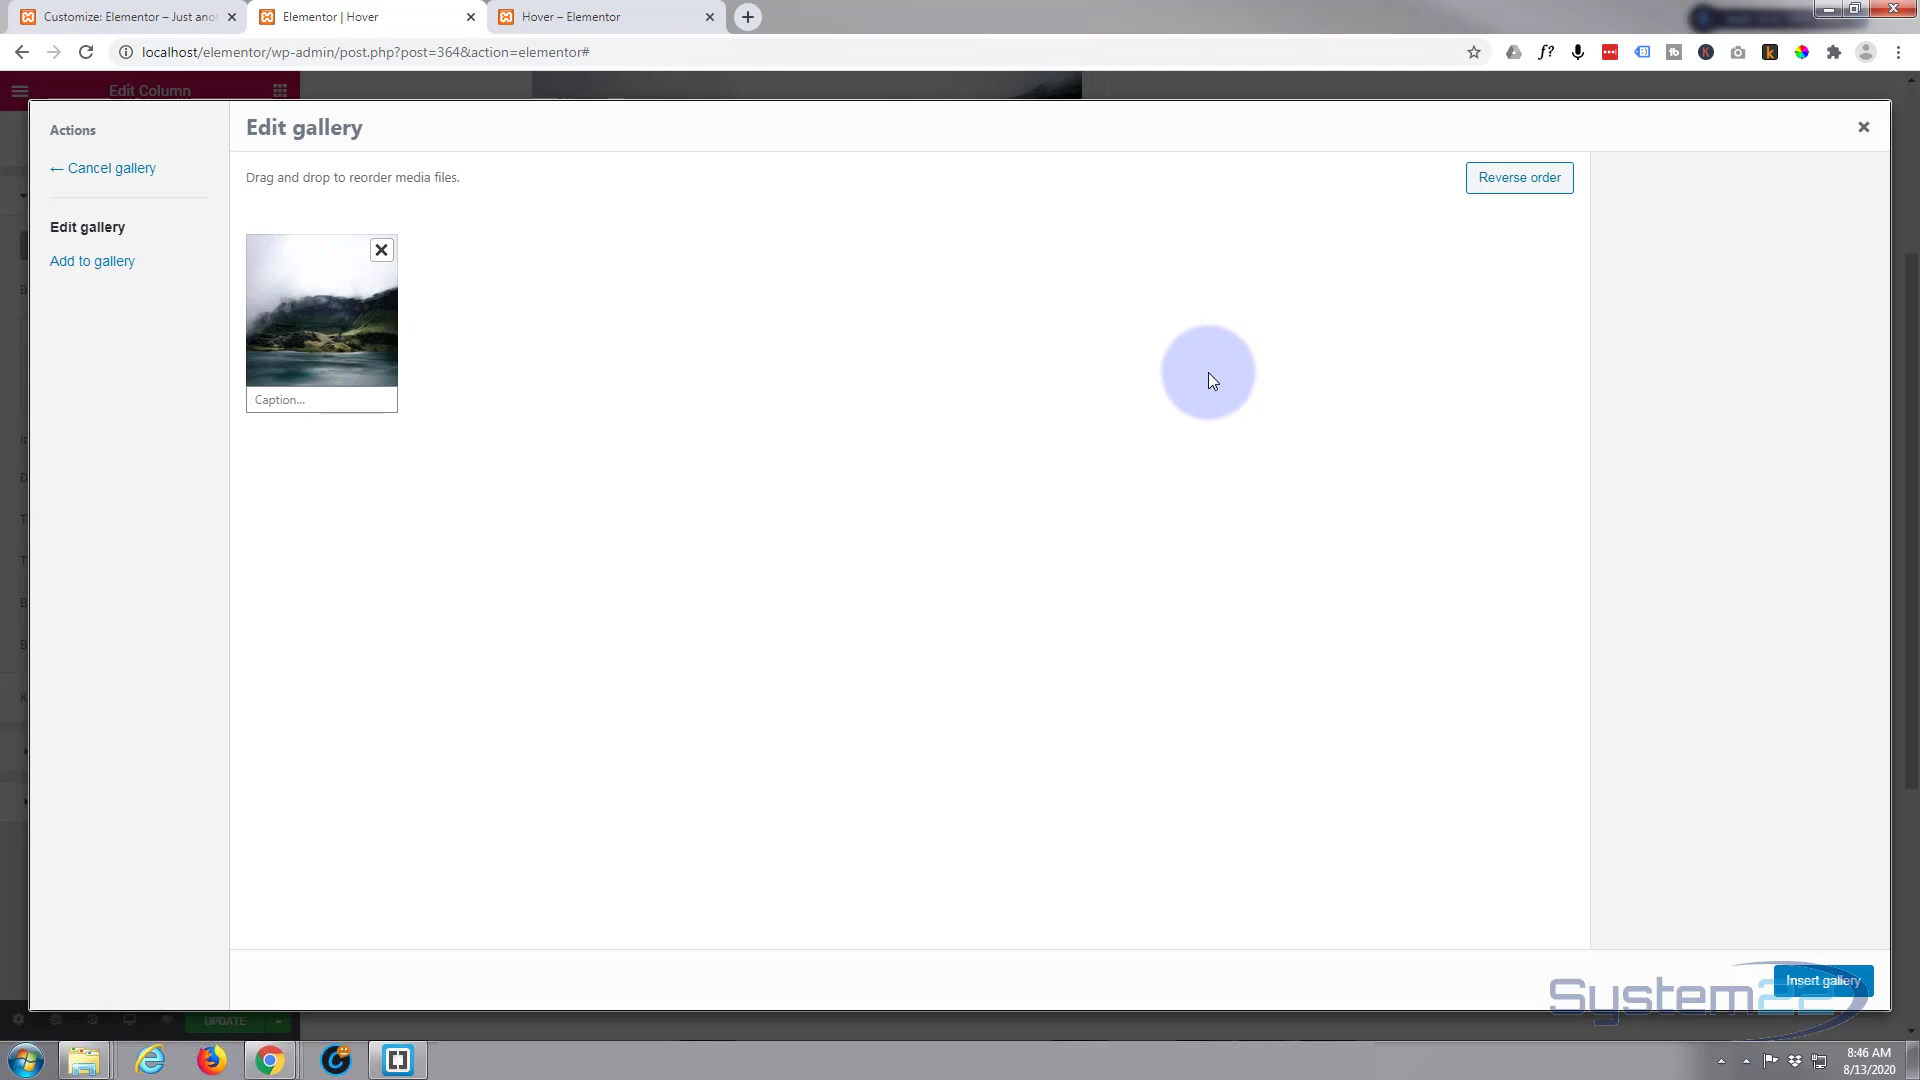 Customize: Elementor – Just ano
Elementor | Hover
Hover – Elementor
localhost/elementor/wp-admin/post.php?post=364&action=elementor#
Edit Column
Actions
Edit gallery
← Cancel gallery
Drag and drop to reorder media files.
Reverse order
Edit gallery
Add to gallery
Caption...
Insert gallery
System22
UPDATE
8:46 AM
8/13/2020